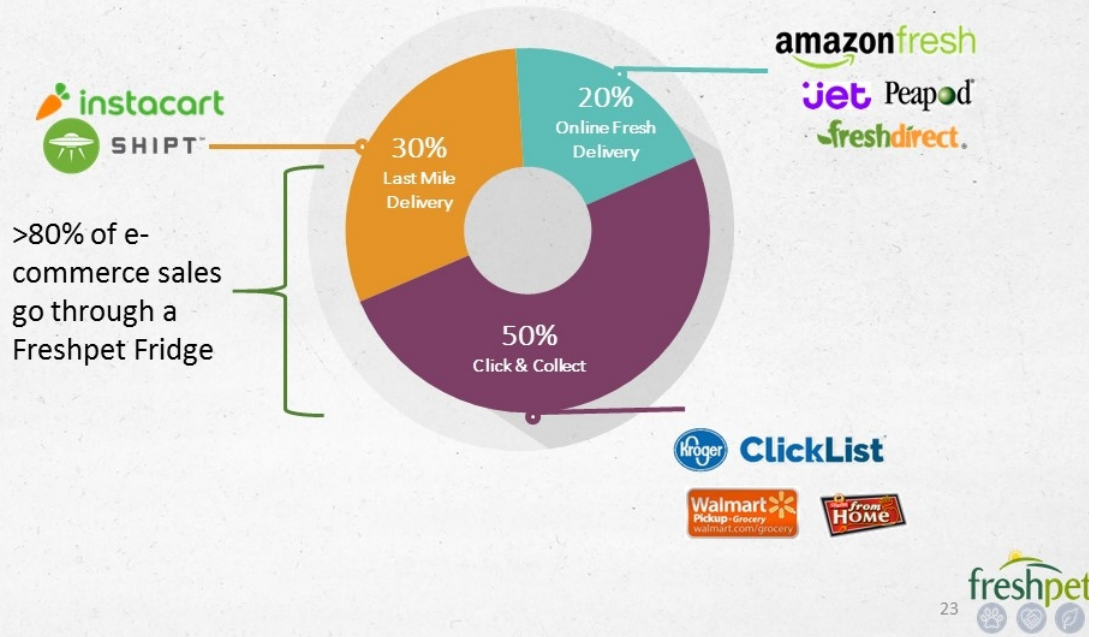 amazonfresh
instacart
jet Peapod
SHIPT
freshdirect.
20%
Online Fresh
Delivery
30%
Last Mile
Delivery
>80% of e-
commerce sales
go through a
Freshpet Fridge
50%
Click & Collect
Kroger ClickList
Walmart
Pickup-Grocery
walmart.com/grocery
from
HOME
freshpet
23